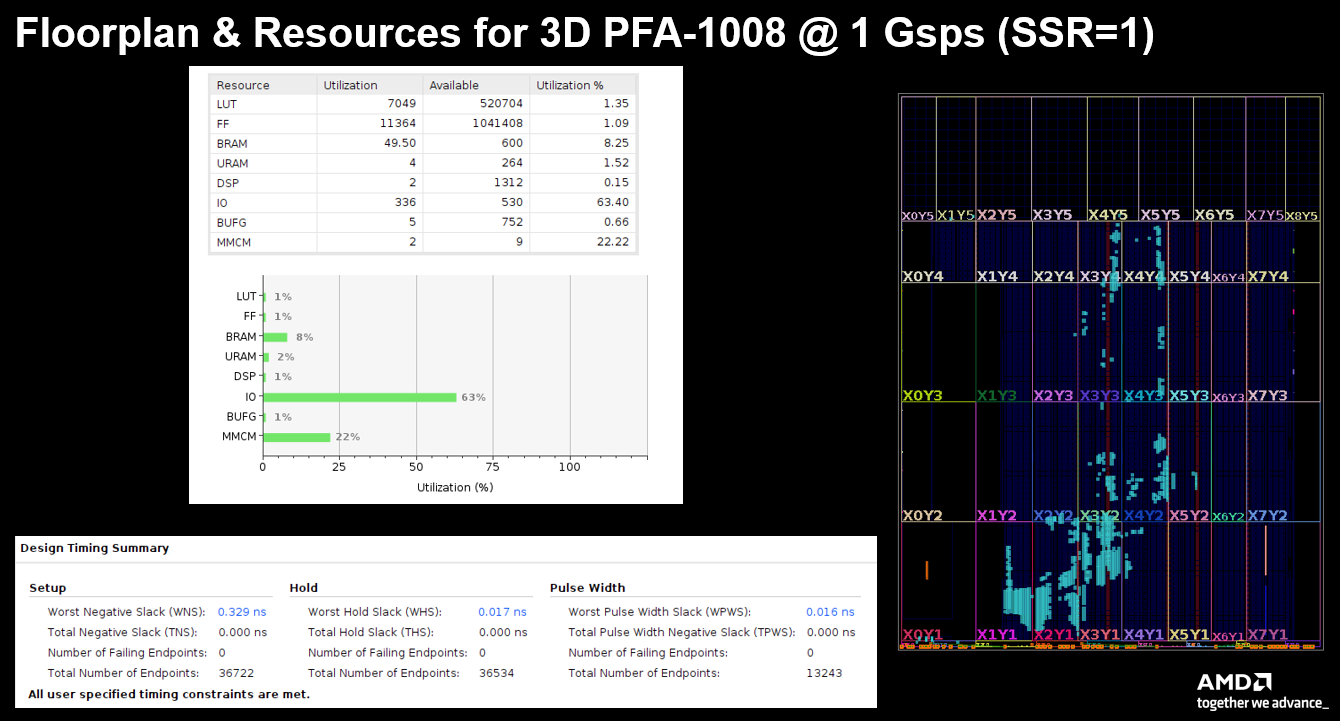 Floorplan & Resources for 3D PFA-1008 @ 1 Gsps (SSR=1)
Resource Utilization Available Utilization %
LUT 7049 520704 1.35
FF 11364 1041408 1.09
BRAM 49.50 600 8.25
URAM 4 264 1.52
DSP 2 1312 0.15
IO 336 530 63.40
BUFG 5 752 0.66
MMCM 2 9 22.22
LUT 1%
FF 1%
BRAM 8%
URAM 2%
DSP 1%
IO 63%
BUFG 1%
MMCM 22%
0 25 50 75 100
Utilization (%)
Design Timing Summary
Setup Hold Pulse Width
Worst Negative Slack (WNS): 0.329 ns Worst Hold Slack (WHS): 0.017 ns Worst Pulse Width Slack (WPWS): 0.016 ns
Total Negative Slack (TNS): 0.000 ns Total Hold Slack (THS): 0.000 ns Total Pulse Width Negative Slack (TPWS): 0.000 ns
Number of Failing Endpoints: 0 Number of Failing Endpoints: 0 Number of Failing Endpoints: 0
Total Number of Endpoints: 36722 Total Number of Endpoints: 36534 Total Number of Endpoints: 13243
All user specified timing constraints are met.
X0Y5 X1Y5 X2Y5 X3Y5 X4Y5 X5Y5 X6Y5 X7Y5 X8Y5
X0Y4 X1Y4 X2Y4 X3Y4 X4Y4 X5Y4 X6Y4 X7Y4
X0Y3 X1Y3 X2Y3 X3Y3 X4Y3 X5Y3 X6Y3 X7Y3
X0Y2 X1Y2 X2Y2 X3Y2 X4Y2 X5Y2 X6Y2 X7Y2
X0Y1 X1Y1 X2Y1 X3Y1 X4Y1 X5Y1 X6Y1 X7Y1
AMD
together we advance_